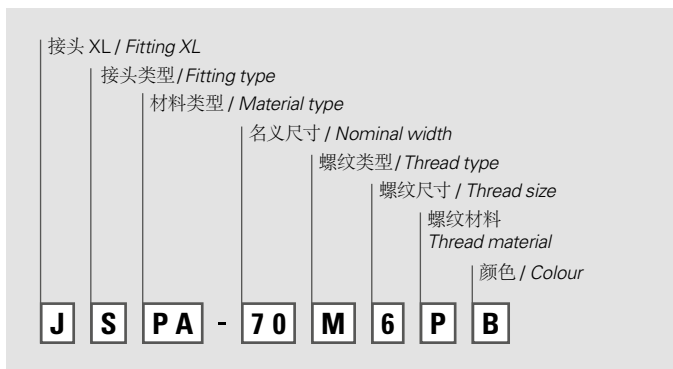 接头 XL / Fitting XL
接头类型/Fitting type
材料类型 / Material type
名义尺寸 / Nominal width
螺纹类型/Thread type
螺纹尺寸 / Thread size
螺纹材料
Thread material
颜色 / Colour
J S PA - 70 M 6 P B